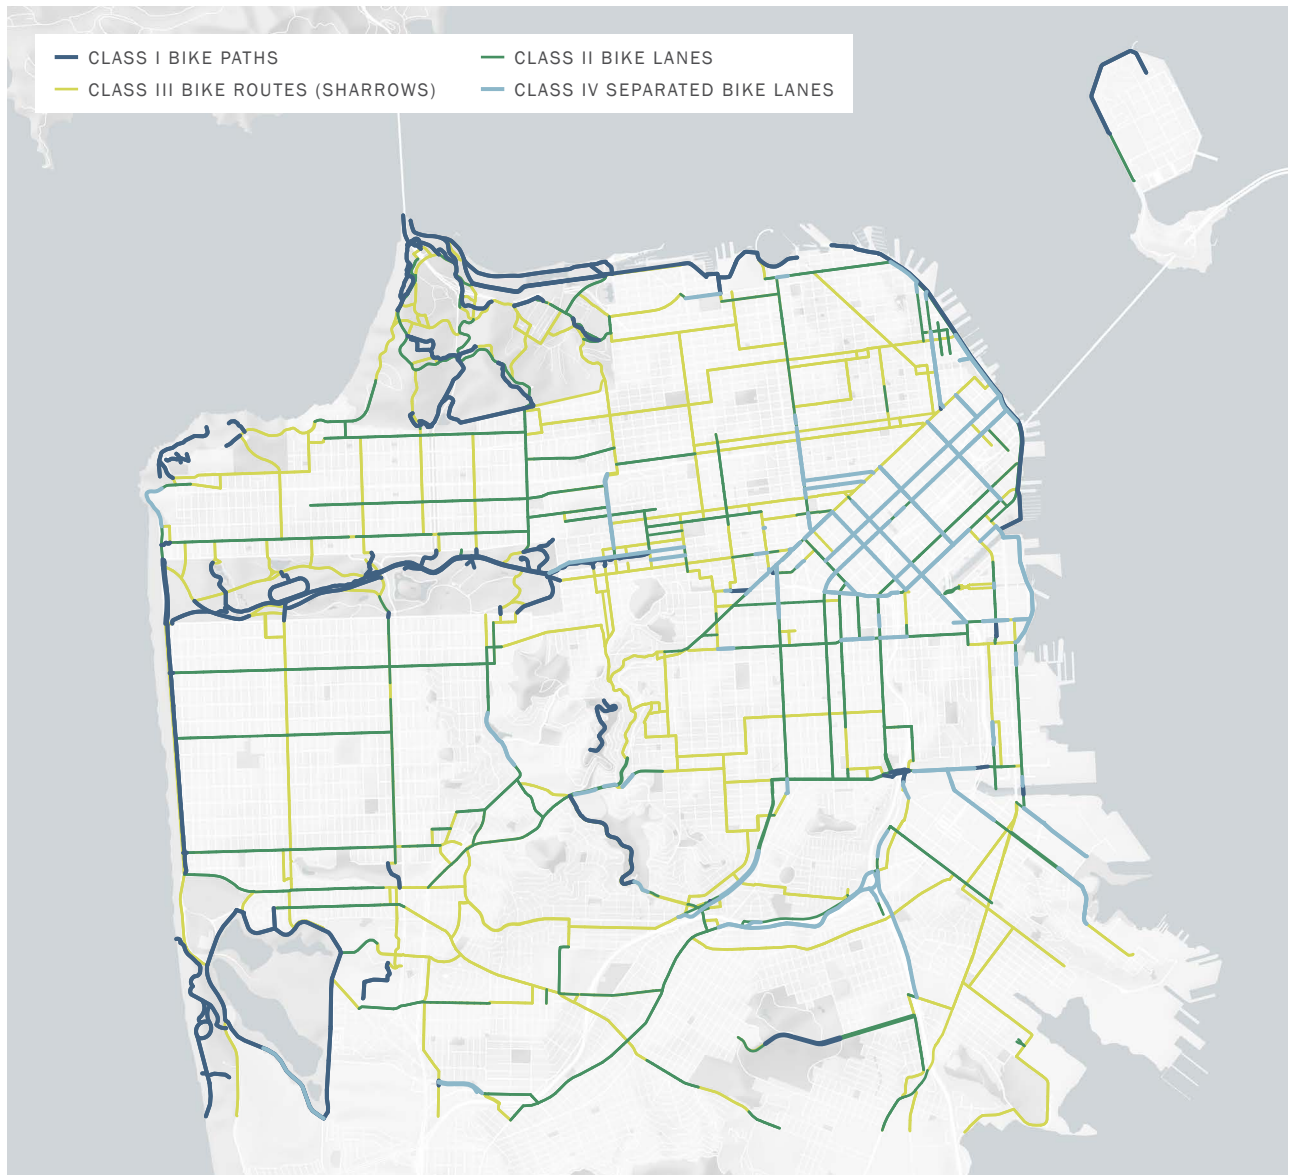 CLASS I BIKE PATHS
CLASS II BIKE LANES
CLASS III BIKE ROUTES (SHARROWS)
CLASS IV SEPARATED BIKE LANES